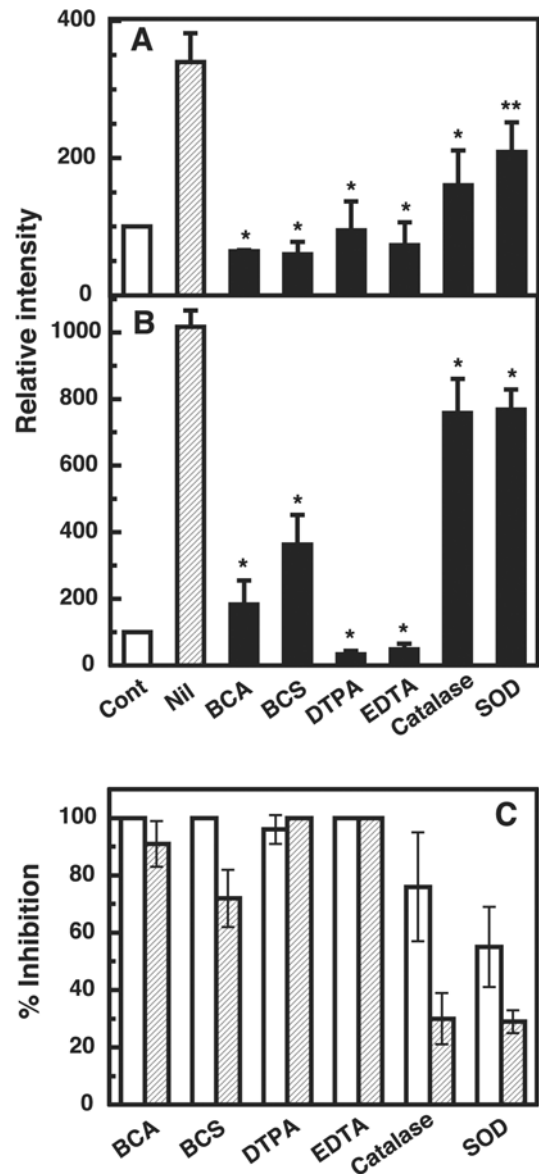 400
A
**
*
*
200
*
*
*
*
0
Relative intensity
B
1000
*
*
800
600
*
400
*
200
*
*
0
Cont
Nil
BCA
BCS
DTPA
EDTA
Catalase
SOD
100
C
80
60
40
20
0
% Inhibition
BCA
BCS
DTPA
EDTA
Catalase
SOD